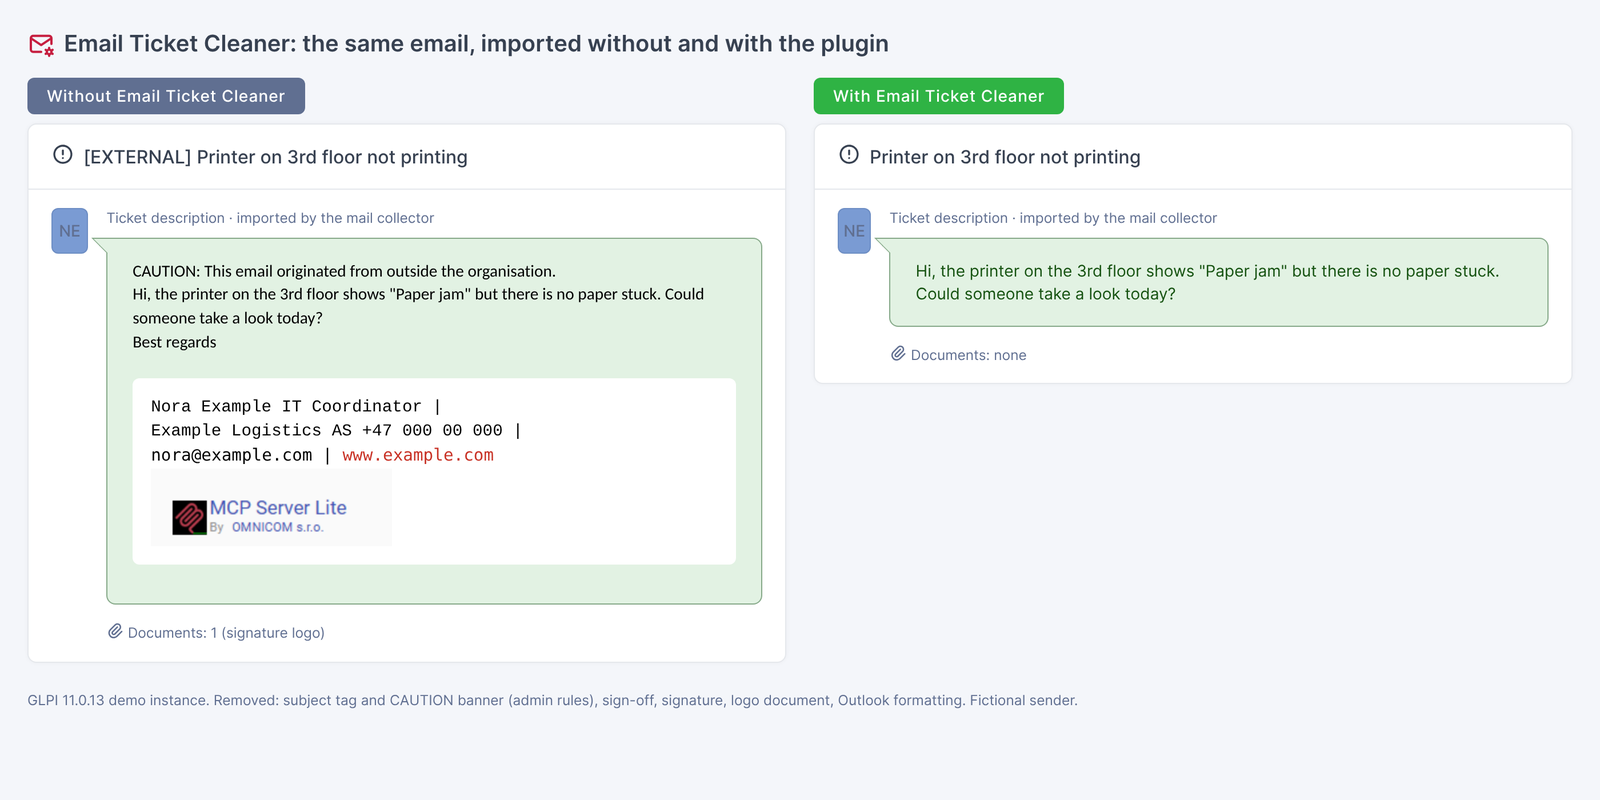 Email Ticket Cleaner: the same email, imported without and with the plugin
Without Email Ticket Cleaner
[EXTERNAL] Printer on 3rd floor not printing
NE
Ticket description · imported by the mail collector
CAUTION: This email originated from outside the organisation.
Hi, the printer on the 3rd floor shows "Paper jam" but there is no paper stuck. Could
someone take a look today?
Best regards
Nora Example IT Coordinator |
Example Logistics AS +47 000 00 000 |
nora@example.com | www.example.com
MCP Server Lite
By OMNICOM s.r.o.
Documents: 1 (signature logo)
With Email Ticket Cleaner
Printer on 3rd floor not printing
NE
Ticket description · imported by the mail collector
Hi, the printer on the 3rd floor shows "Paper jam" but there is no paper stuck.
Could someone take a look today?
Documents: none
GLPI 11.0.13 demo instance. Removed: subject tag and CAUTION banner (admin rules), sign-off, signature, logo document, Outlook formatting. Fictional sender.